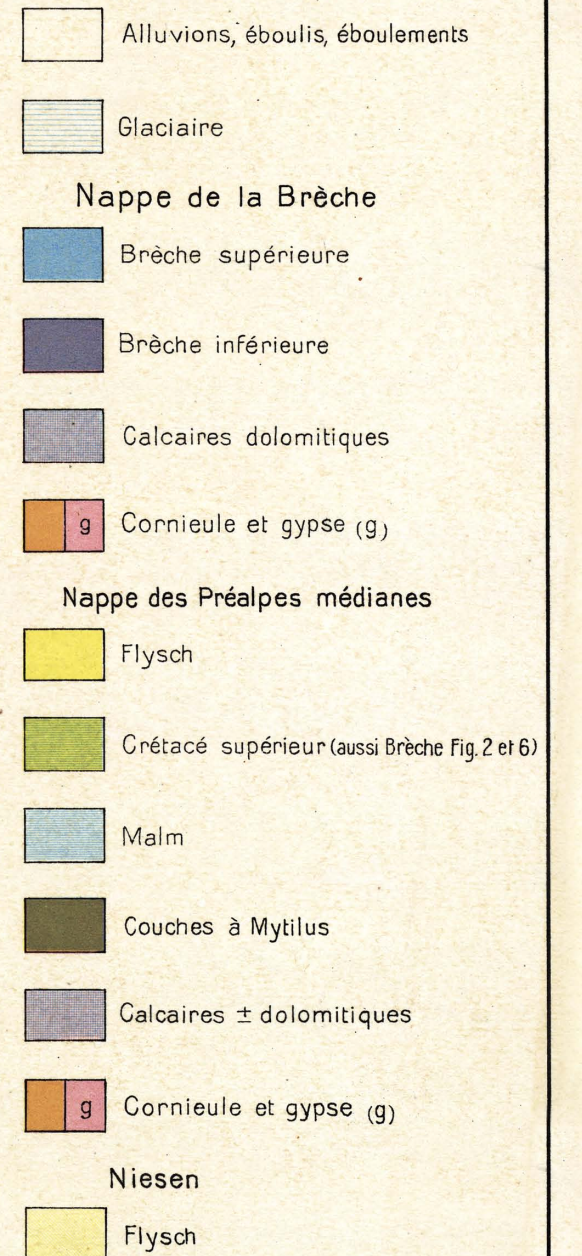 Alluvions, éboulis, éboulements
Glaciaire
Nappe de la Brèche
Brèche supérieure
Brèche inférieure
Calcaires dolomitiques
g Cornieule et gypse (g)
Nappe des Préalpes médianes
Flysch
Crétacé supérieur (aussi Brèche Fig. 2 et 6)
Malm
Couches à Mytilus
Calcaires ± dolomitiques
g Cornieule et gypse (g)
Niesen
Flysch